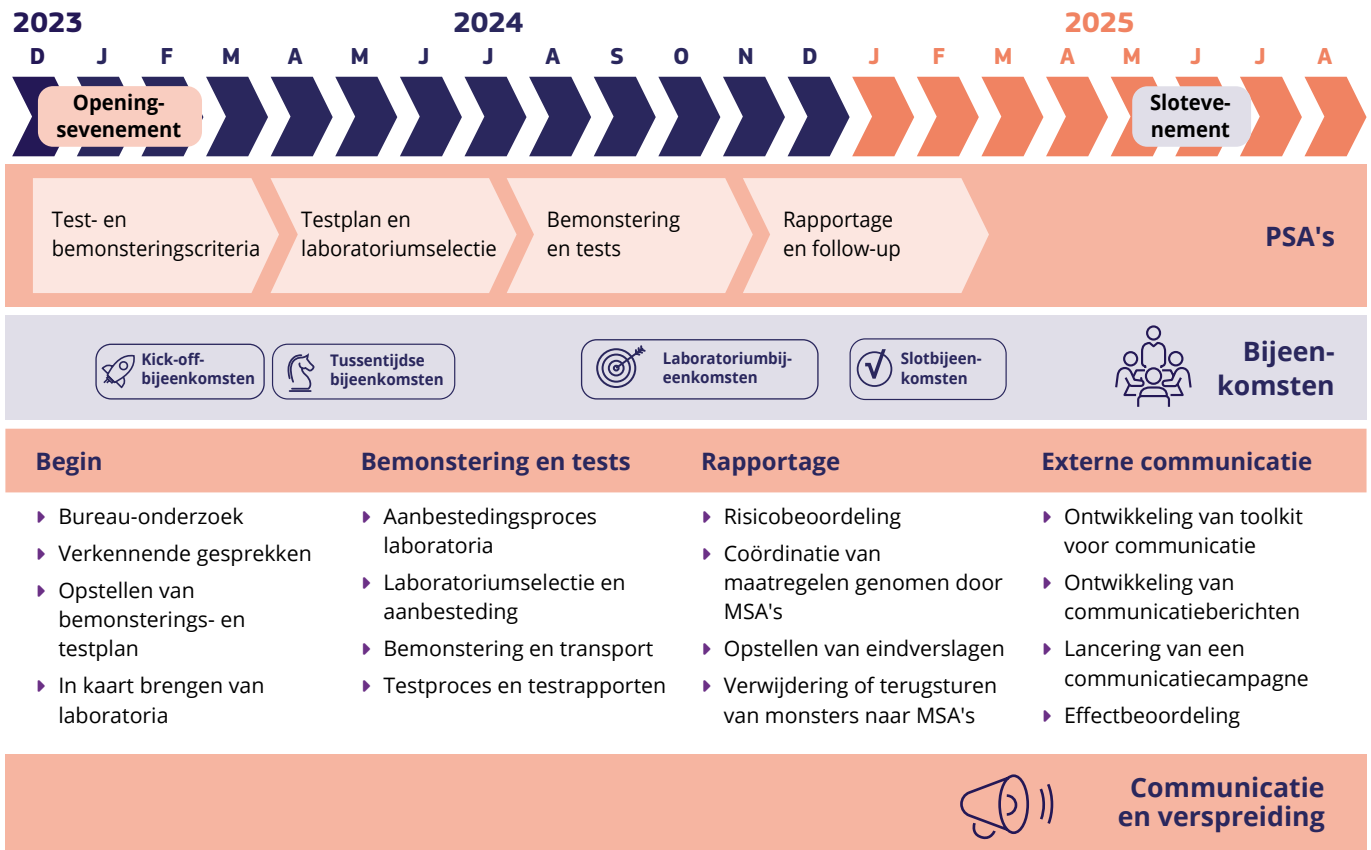 2023 2024 2025
D J F M A M J J A S O N D J F M A M J J A
Opening-
sevenement
Sloteve-
nement
Test- en
bemonsteringscriteria
Testplan en
laboratoriumselectie
Bemonstering
en tests
Rapportage
en follow-up
PSA's
Kick-off-
bijeenkomsten
Tussentijdse
bijeenkomsten
Laboratoriumbij-
eenkomsten
Slotbijeen-
komsten
Bijeen-
komsten
Begin
Bureau-onderzoek
Verkennende gesprekken
Opstellen van
bemonsterings- en
testplan
In kaart brengen van
laboratoria
Bemonstering en tests
Aanbestedingsproces
laboratoria
Laboratoriumselectie en
aanbesteding
Bemonstering en transport
Testproces en testrapporten
Rapportage
Risicobeoordeling
Coördinatie van
maatregelen genomen door
MSA's
Opstellen van eindverslagen
Verwijdering of terugsturen
van monsters naar MSA's
Externe communicatie
Ontwikkeling van toolkit
voor communicatie
Ontwikkeling van
communicatieberichten
Lancering van een
communicatiecampagne
Effectbeoordeling
Communicatie
en verspreiding